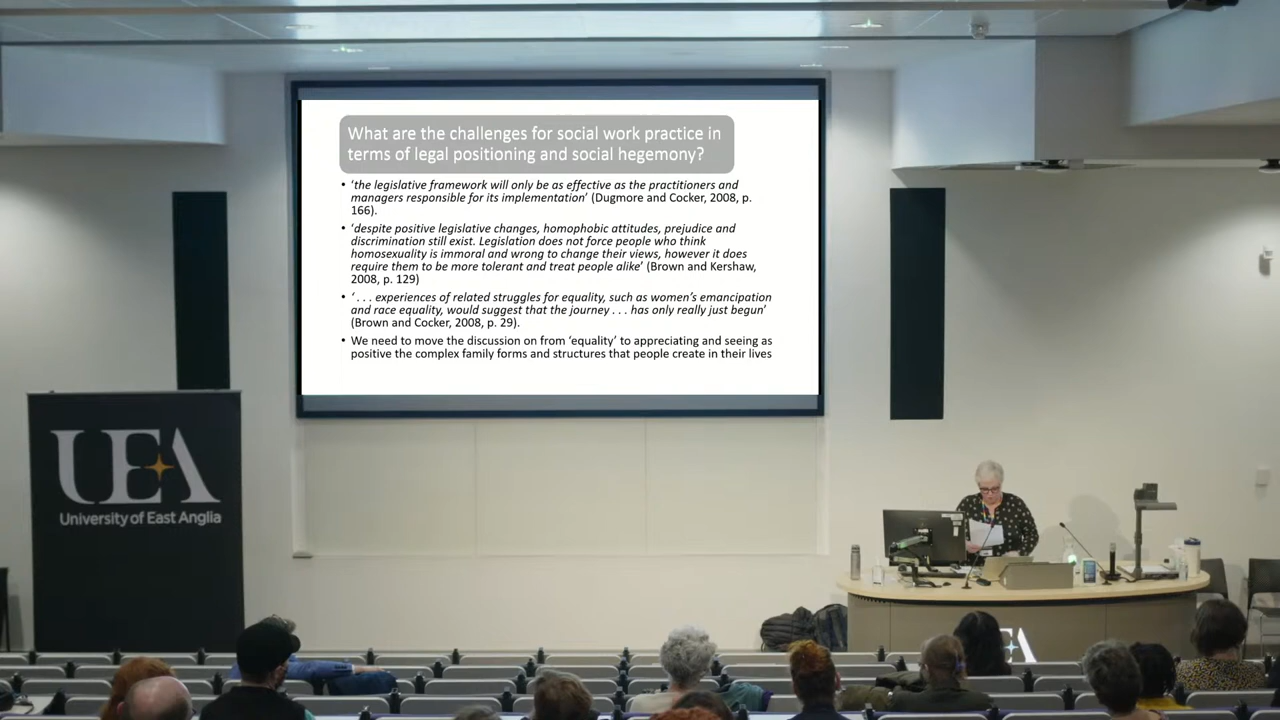 What are the challenges for social work practice in
terms of legal positioning and social hegemony?
• ‘the legislative framework will only be as effective as the practitioners and
managers responsible for its implementation’ (Dugmore and Cocker, 2008, p.
166).
• ‘despite positive legislative changes, homophobic attitudes, prejudice and
discrimination still exist. Legislation does not force people who think
homosexuality is immoral and wrong to change their views, however it does
require them to be more tolerant and treat people alike’ (Brown and Kershaw,
2008, p. 129)
• ‘. . . experiences of related struggles for equality, such as women’s emancipation
and race equality, would suggest that the journey . . . has only really just begun’
(Brown and Cocker, 2008, p. 29).
• We need to move the discussion on from ‘equality’ to appreciating and seeing as
positive the complex family forms and structures that people create in their lives
UEA
University of East Anglia